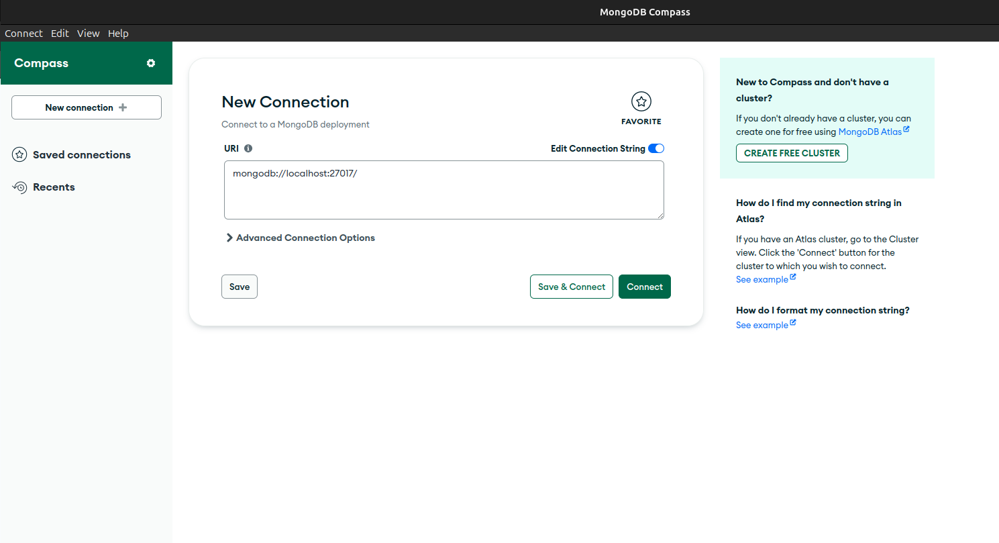 MongoDB Compass
Connect Edit View Help
Compass
New connection
Saved connections
Recents
New Connection
Connect to a MongoDB deployment
FAVORITE
URI
Edit Connection String
mongodb://localhost:27017/
Advanced Connection Options
Save
Save & Connect
Connect
New to Compass and don't have a
cluster?
If you don't already have a cluster, you can
create one for free using MongoDB Atlas
CREATE FREE CLUSTER
How do I find my connection string in
Atlas?
If you have an Atlas cluster, go to the Cluster
view. Click the 'Connect' button for the
cluster to which you wish to connect.
See example
How do I format my connection string?
See example